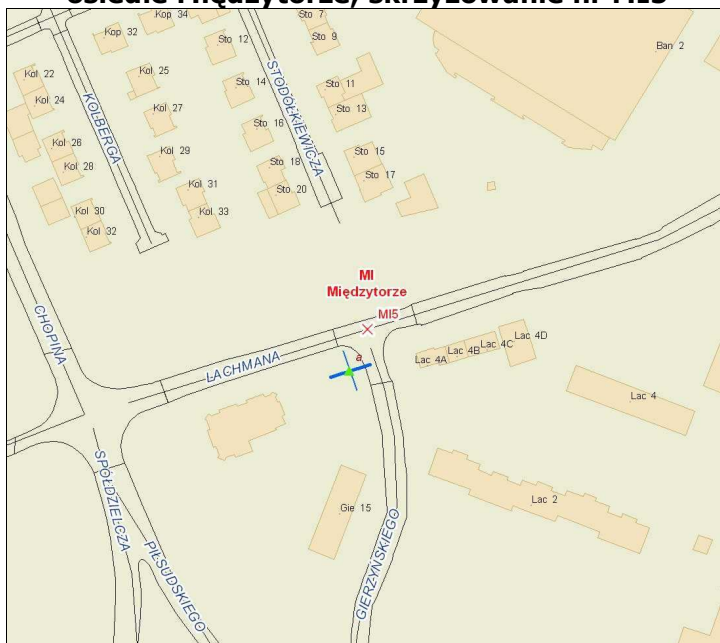 osiedle Międzytorze, skrzyżowanie nr MI5
Kop 34
Sto 7
Kop 32
Sto 12
Sto 9
Ban 2
Kol 22
Kol 25
Sto 14
Sto 11
Kol 24
KOLBERGA
Kol 27
STODÓŁKIEWICZA
Sto 13
Sto 16
Kol 26
Kol 29
Sto 15
Kol 28
Sto 18
Sto 17
Kol 31
Sto 20
Kol 30
Kol 33
Kol 32
MI
Międzytorze
MI5
CHOPINA
LACHMANA
a
Lac 4D
Lac 4C
Lac 4B
Lac 4A
Lac 4
SPÓŁDZIELCZA
PIŁSUDSKIEGO
Gie 15
GIERZYŃSKIEGO
Lac 2